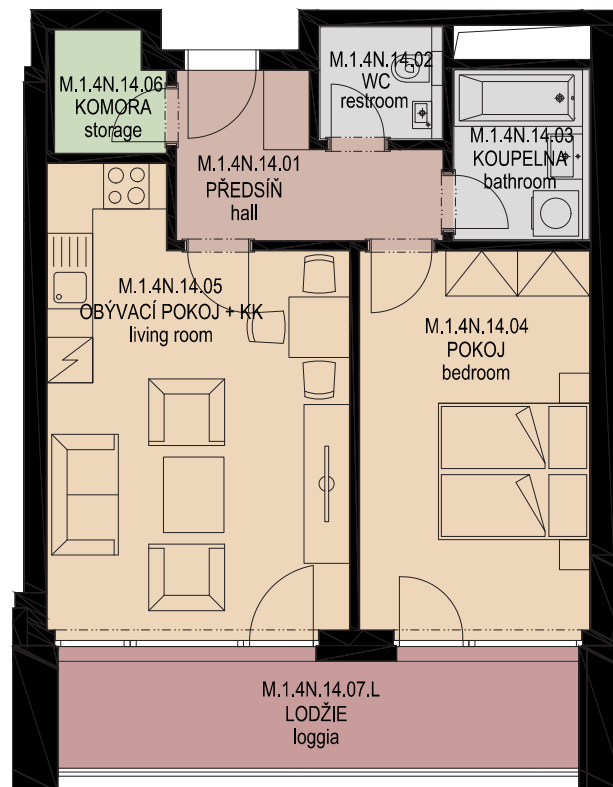 M.1.4N.14.06
KOMORA
storage
M.1.4N.14.02
WC
restroom
M.1.4N.14.03
KOUPELNA
bathroom
M.1.4N.14.01
PŘEDSÍŇ
hall
M.1.4N.14.05
OBÝVACÍ POKOJ + KK
living room
M.1.4N.14.04
POKOJ
bedroom
M.1.4N.14.07.L
LODŽIE
loggia